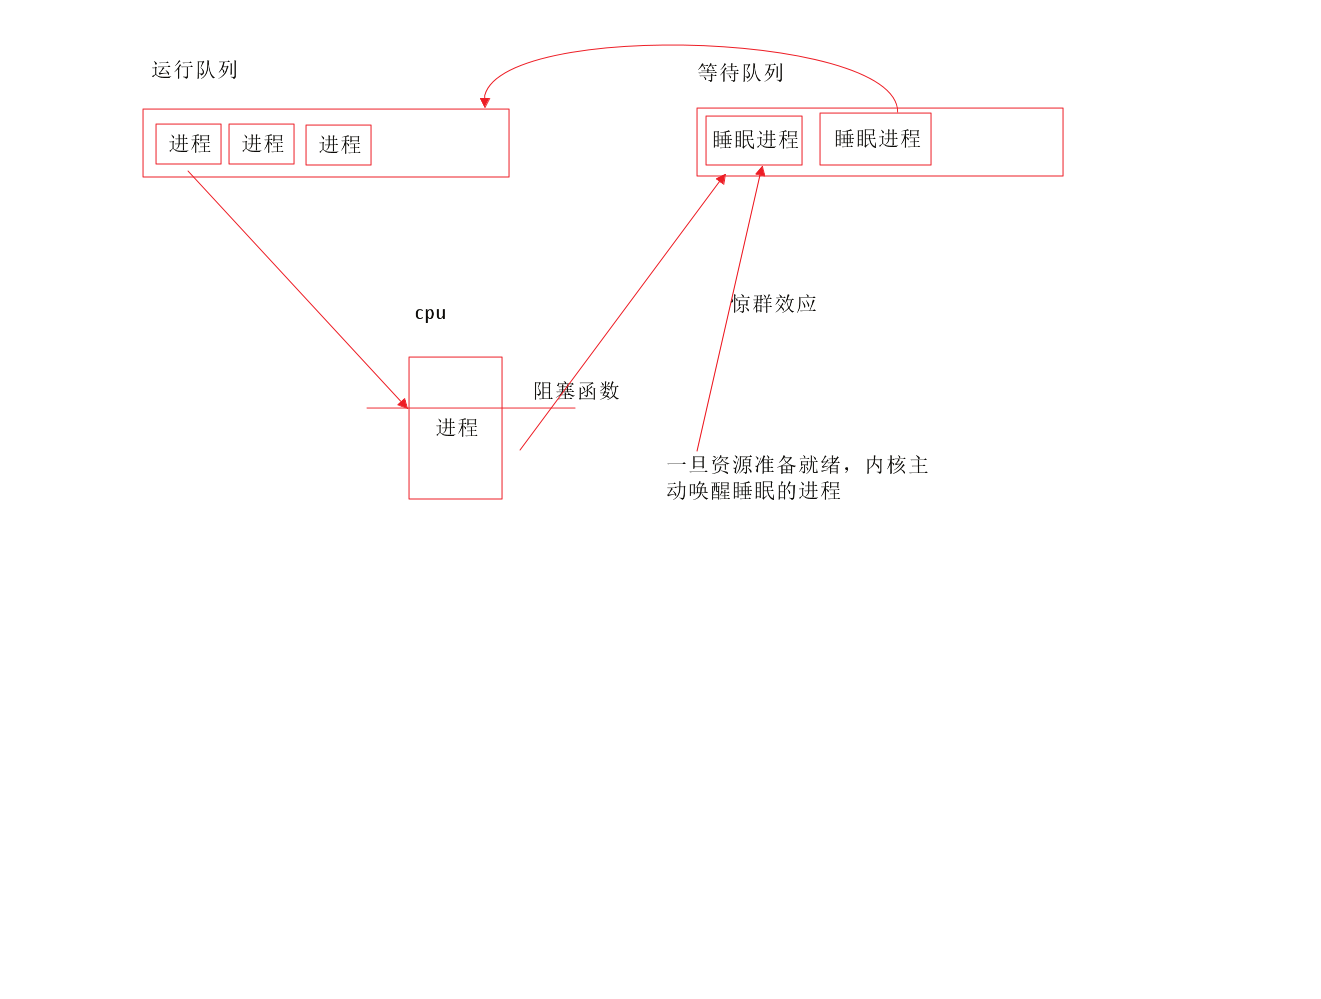 运行队列
等待队列
进程
进程
进程
睡眠进程
睡眠进程
惊群效应
cpu
阻塞函数
进程
一旦资源准备就绪，内核主
动唤醒睡眠的进程